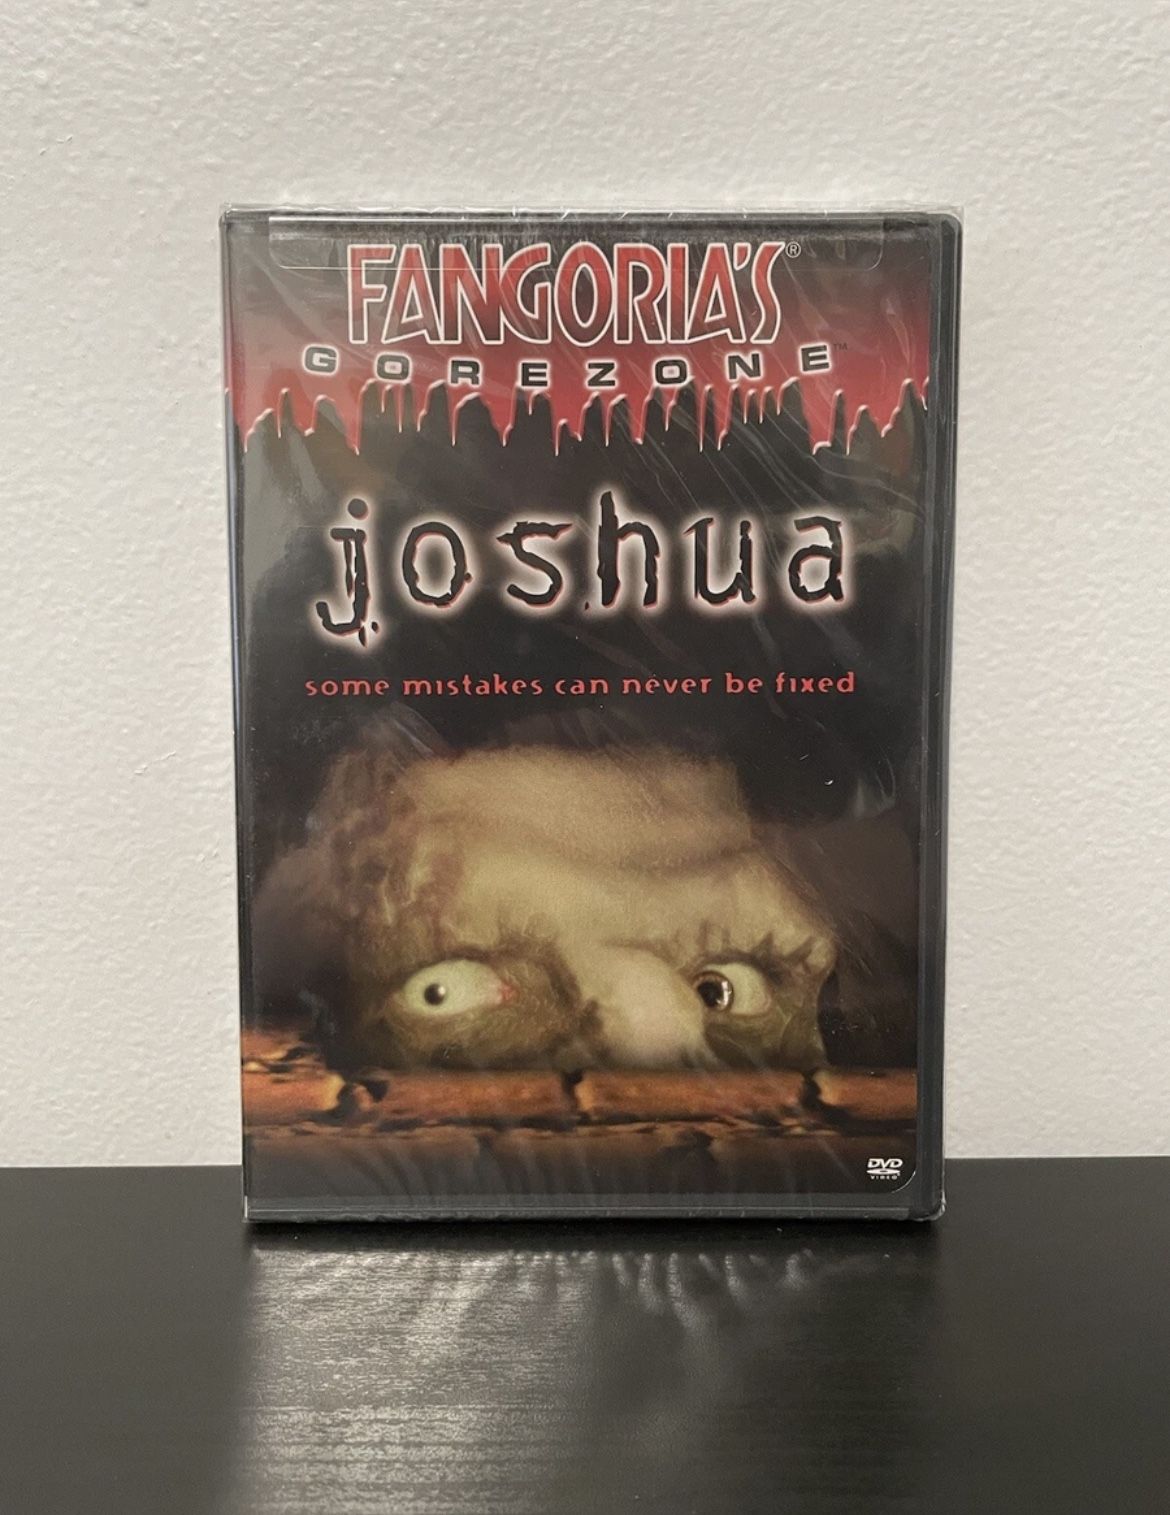 FANGORIA'S®
GOREZONE™
joshua
some mistakes can never be fixed
DVD
VIDEO